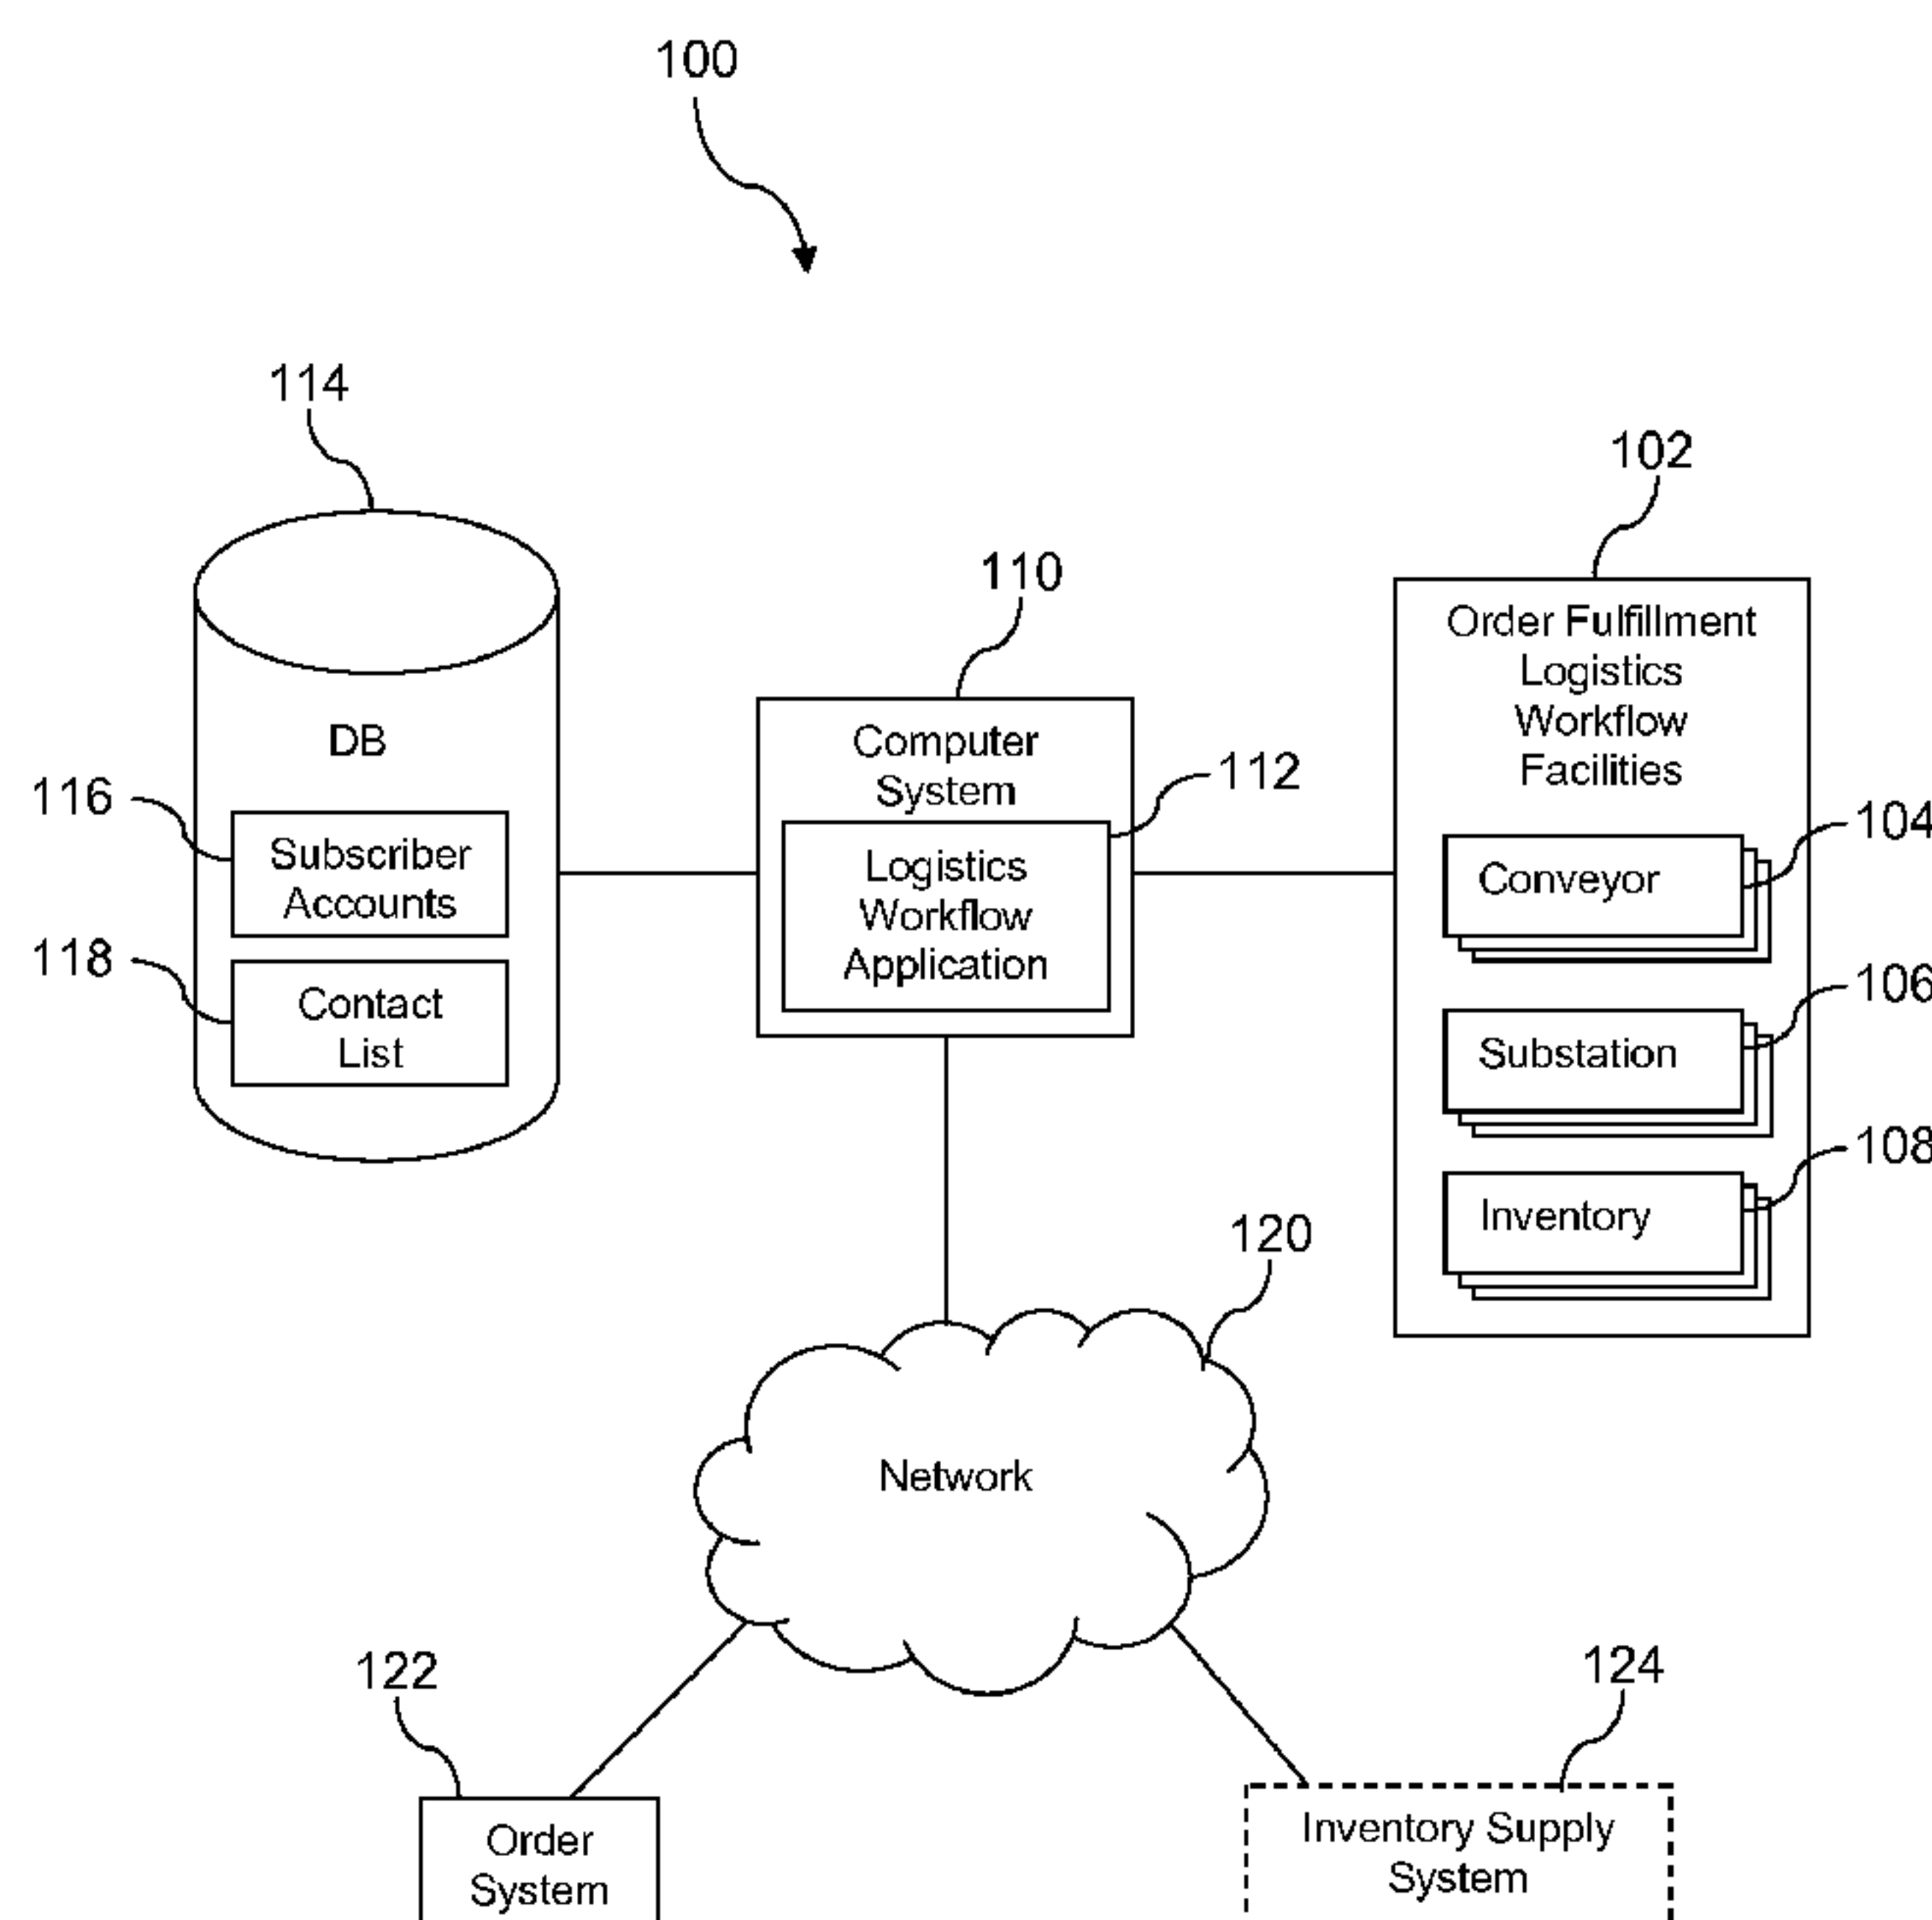 100
114
102
110
Order Fulfillment
Logistics
Workflow
Facilities
DB
Computer
System
112
116
Subscriber
Accounts
Logistics
Workflow
Application
104
Conveyor
118
Contact
List
106
Substation
108
Inventory
120
Network
122
124
Order
System
Inventory Supply
System